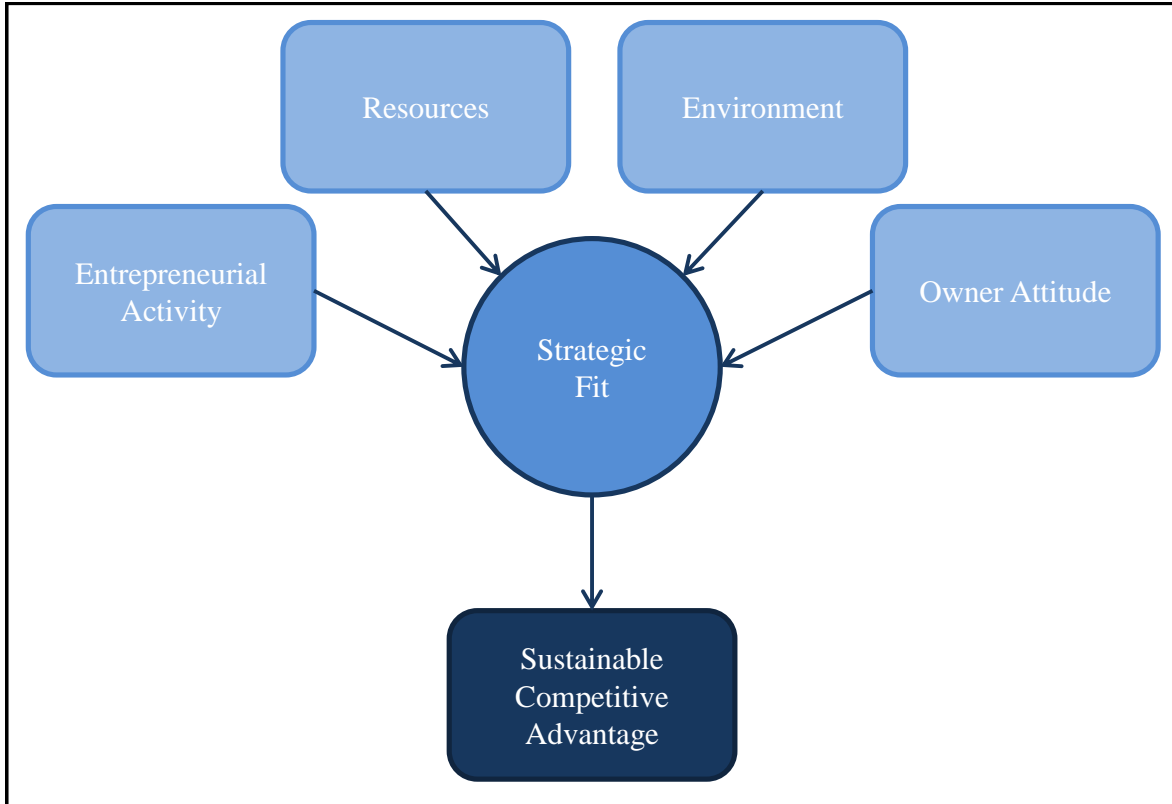 Resources
Environment
Entrepreneurial
Activity
Owner Attitude
Strategic
Fit
Sustainable
Competitive
Advantage